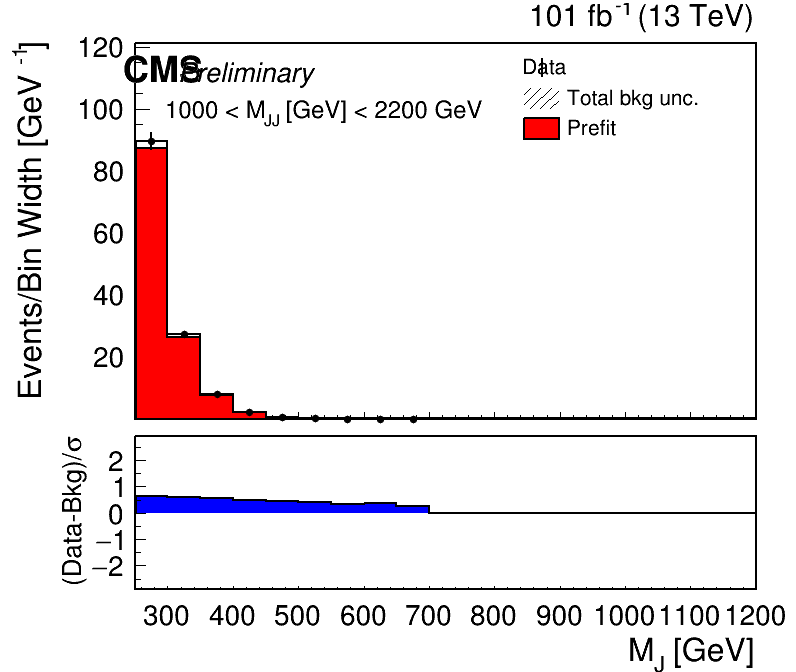 101 fb⁻¹ (13 TeV)
CMS Preliminary
1000 < M_JJ [GeV] < 2200 GeV
Data
Total bkg unc.
Prefit
Events/Bin Width [GeV⁻¹]
120
100
80
60
40
20
(Data-Bkg)/σ
2
1
0
−1
−2
300 400 500 600 700 800 900 1000 1100 1200
M_J [GeV]